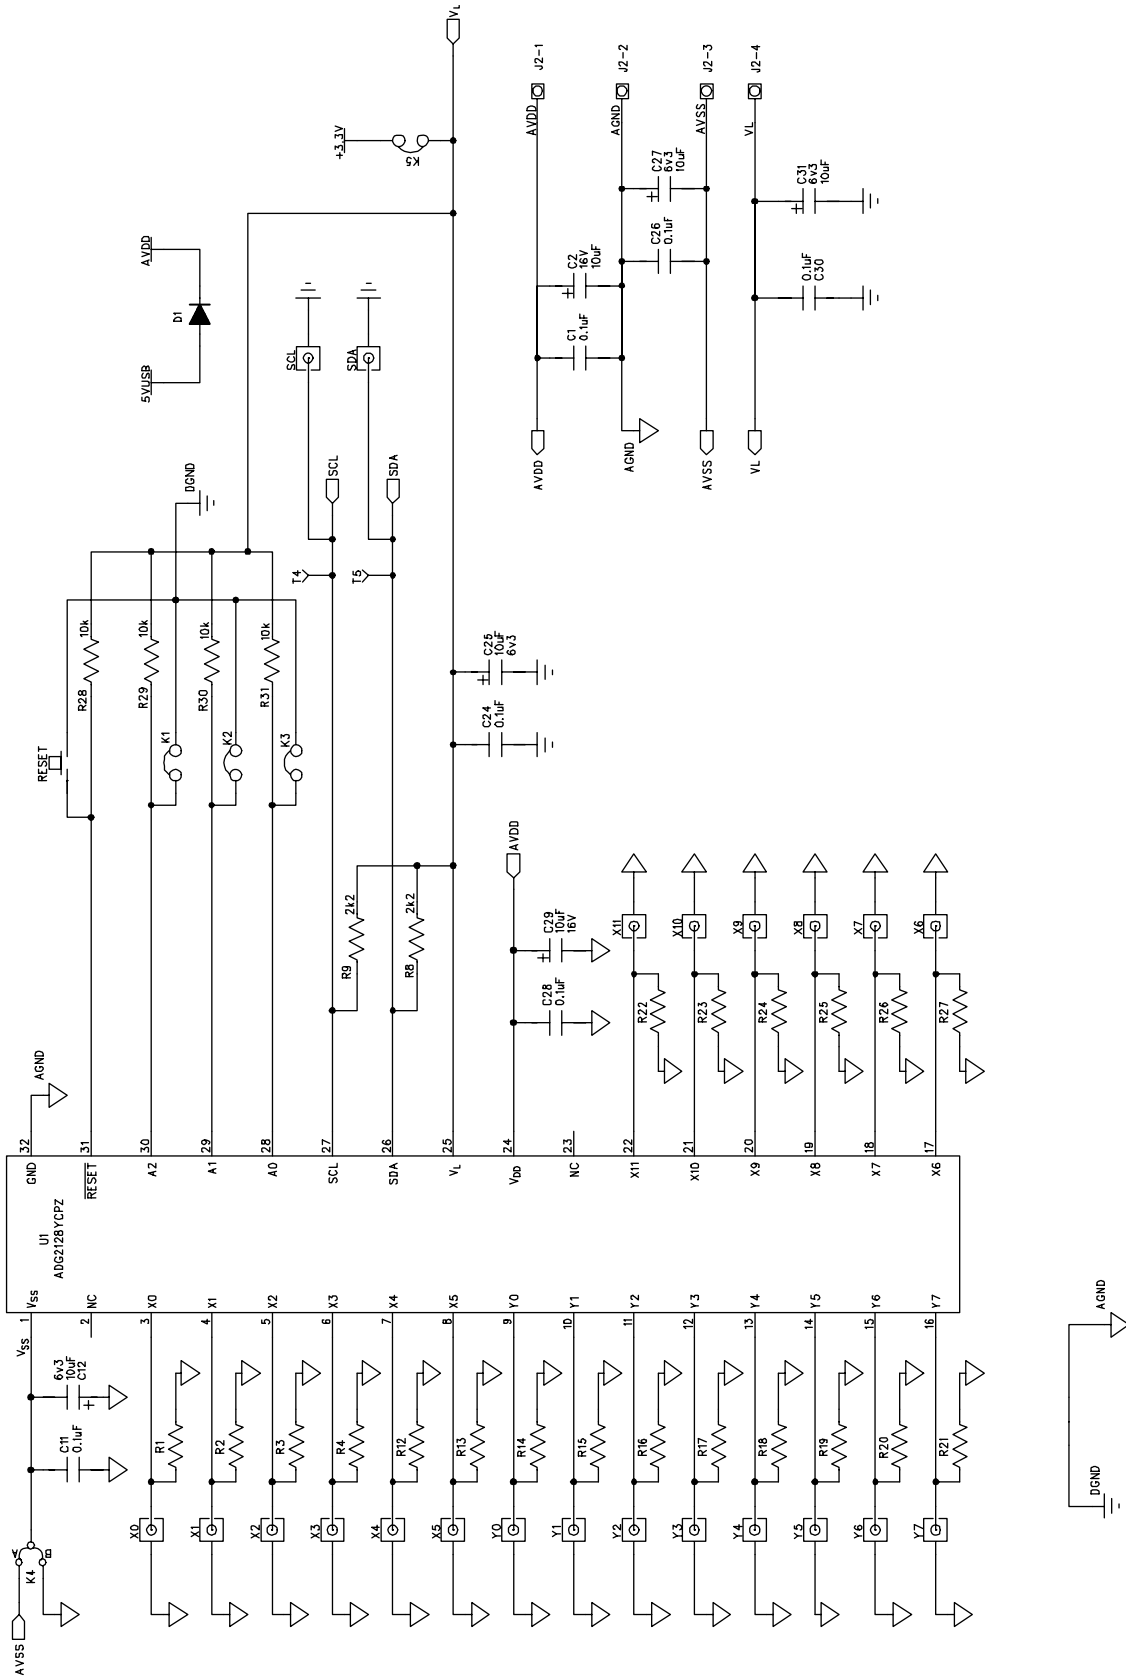 AVSS
K4
A
B
C11
0.1uF
6v3
10uF
C12
+
VSS
1
2
3
4
5
6
7
8
9
10
11
12
13
14
15
16
VSS
NC
X0
X1
X2
X3
X4
X5
Y0
Y1
Y2
Y3
Y4
Y5
Y6
Y7
U1
ADG2128YCPZ
GND
RESET
A2
A1
A0
SCL
SDA
VL
VDD
NC
X11
X10
X9
X8
X7
X6
32
31
30
29
28
27
26
25
24
23
22
21
20
19
18
17
X0
R1
X1
R2
X2
R3
X3
R4
X4
R12
X5
R13
Y0
R14
Y1
R15
Y2
R16
Y3
R17
Y4
R18
Y5
R19
Y6
R20
Y7
R21
AGND
RESET
R28
10k
R29
10k
K1
R30
10k
K2
R31
10k
K3
DGND
R9
2k2
R8
2k2
T4
T5
SCL
SDA
SCL
SDA
5VUSB
D1
AVDD
+3.3V
K5
VL
C24
0.1uF
C25
10uF
6v3
+
C28
0.1uF
C29
10uF
16V
+
AVDD
R22
X11
R23
X10
R24
X9
R25
X8
R26
X7
R27
X6
AVDD
C1
0.1uF
C2
16V
10uF
+
AVDD
J2-1
AGND
AGND
J2-2
C26
0.1uF
C27
6v3
10uF
+
AVSS
AVSS
J2-3
VL
0.1uF
C30
C31
6v3
10uF
+
VL
J2-4
DGND
AGND